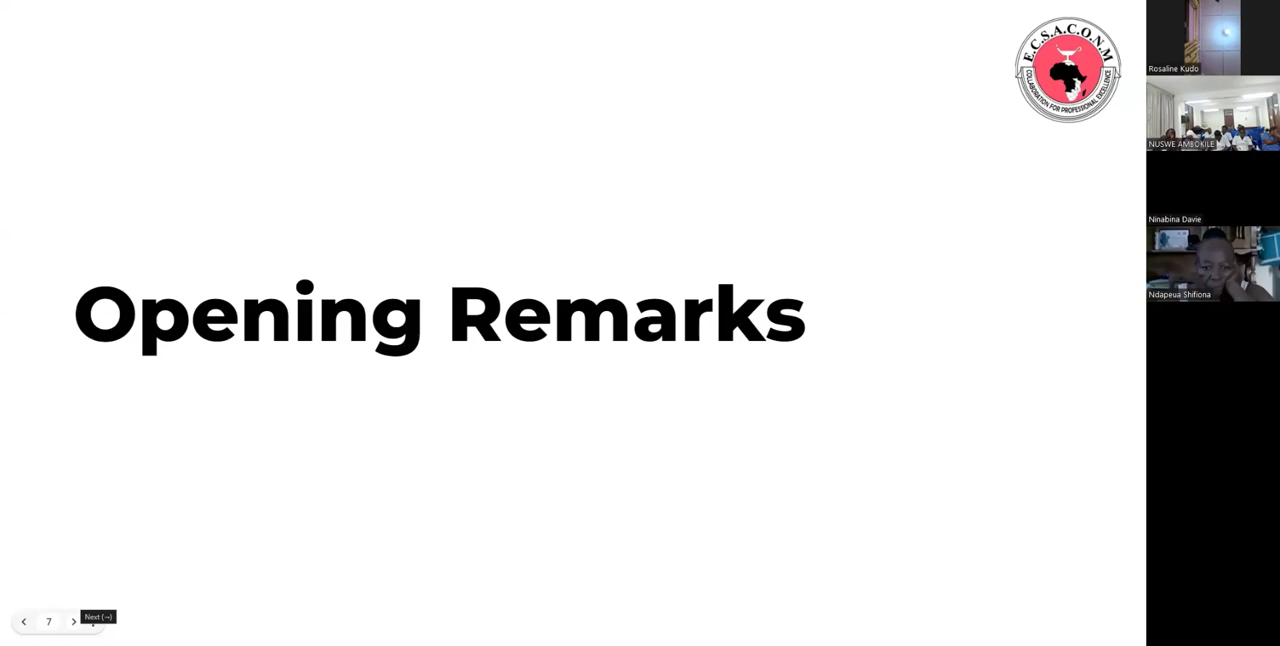 E.C.S.A.C.O.N.M
COLLABORATION FOR PROFESSIONAL EXCELLENCE
Opening Remarks
7
Next (→)
Rosaline Kudo
NUSWE AMBOKILE
Ninabina Davie
Ndapeua Shifiona